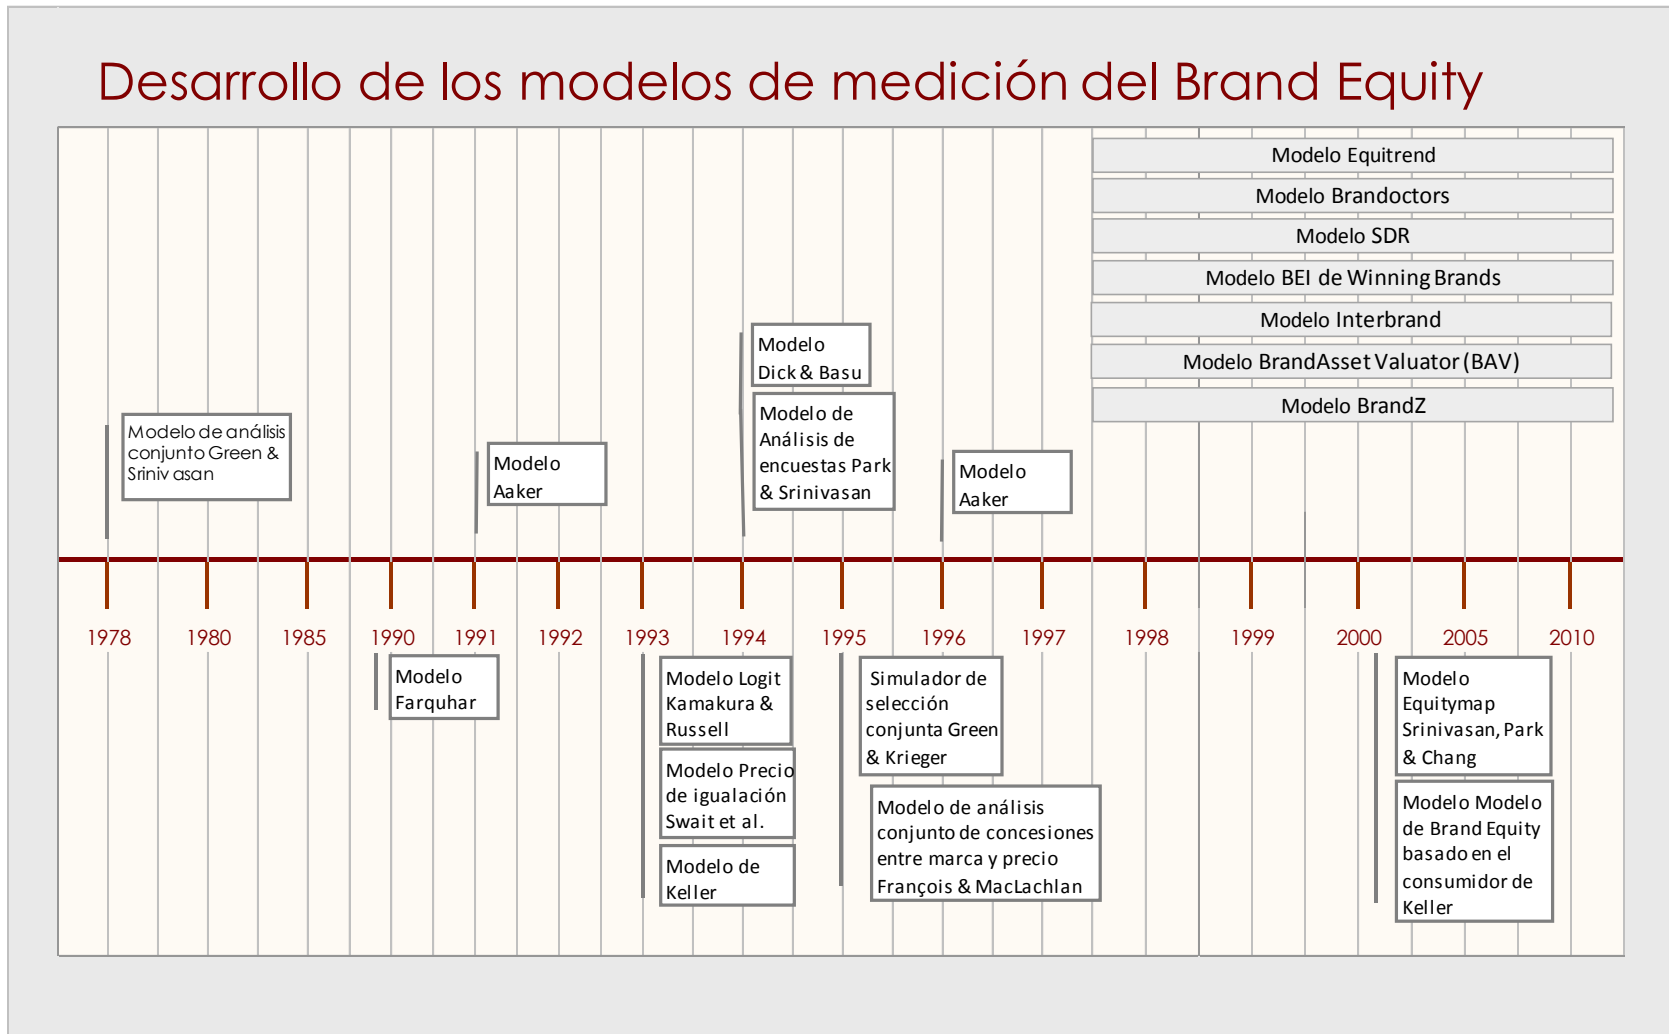 Desarrollo de los modelos de medición del Brand Equity
Modelo Equitrend
Modelo Brandoctors
Modelo SDR
Modelo BEI de Winning Brands
Modelo Interbrand
Modelo BrandAsset Valuator (BAV)
Modelo BrandZ
Modelo de análisis
conjunto Green &
Srinivasan
Modelo
Aaker
Modelo
Dick & Basu
Modelo de
Análisis de
encuestas Park
& Srinivasan
Modelo
Aaker
1978 1980 1985 1990 1991 1992 1993 1994 1995 1996 1997 1998 1999 2000 2005 2010
Modelo
Farquhar
Modelo Logit
Kamakura &
Russell
Modelo Precio
de igualación
Swait et al.
Modelo de
Keller
Simulador de
selección
conjunta Green
& Krieger
Modelo de análisis
conjunto de concesiones
entre marca y precio
François & MacLachlan
Modelo
Equitymap
Srinivasan, Park
& Chang
Modelo Modelo
de Brand Equity
basado en el
consumidor de
Keller